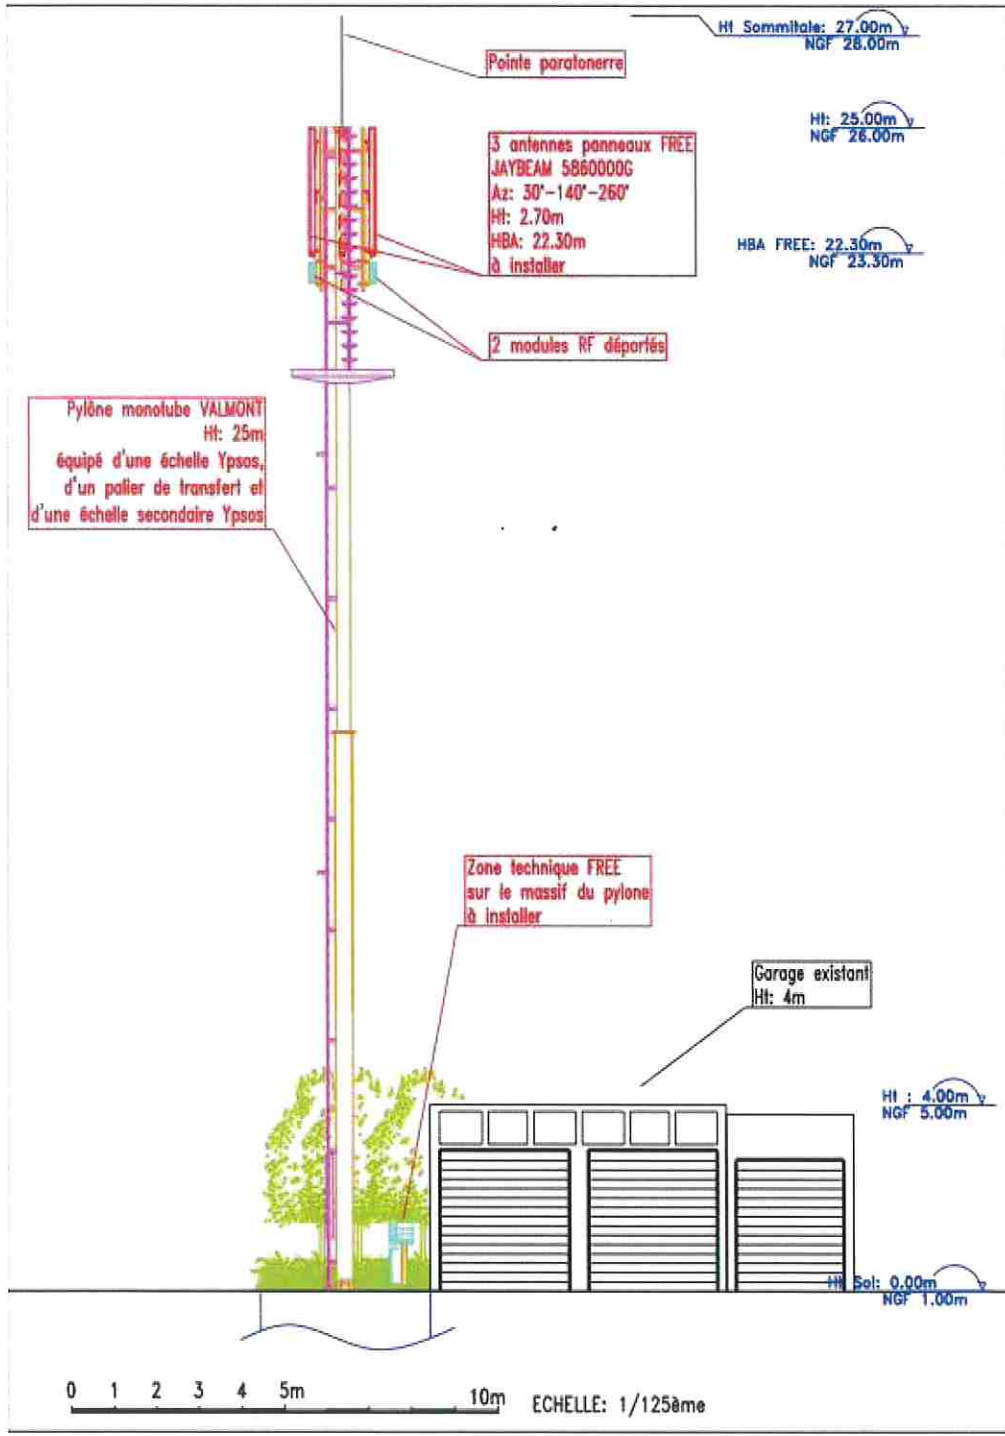 Ht Sommitale: 27.00m
NGF 28.00m
Pointe paratonerre
Ht: 25.00m
NGF 26.00m
3 antennes panneaux FREE
JAYBEAM 5860000G
Az: 30°-140°-260°
Ht: 2.70m
HBA: 22.30m
à installer
HBA FREE: 22.30m
NGF 23.30m
2 modules RF déportés
Pylône monotube VALMONT
Ht: 25m
équipé d'une échelle Ypsos,
d'un palier de transfert et
d'une échelle secondaire Ypsos
Zone technique FREE
sur le massif du pylone
à installer
Garage existant
Ht: 4m
Ht : 4.00m
NGF 5.00m
Ht Sol: 0.00m
NGF 1.00m
0 1 2 3 4 5m 10m
ECHELLE: 1/125ème